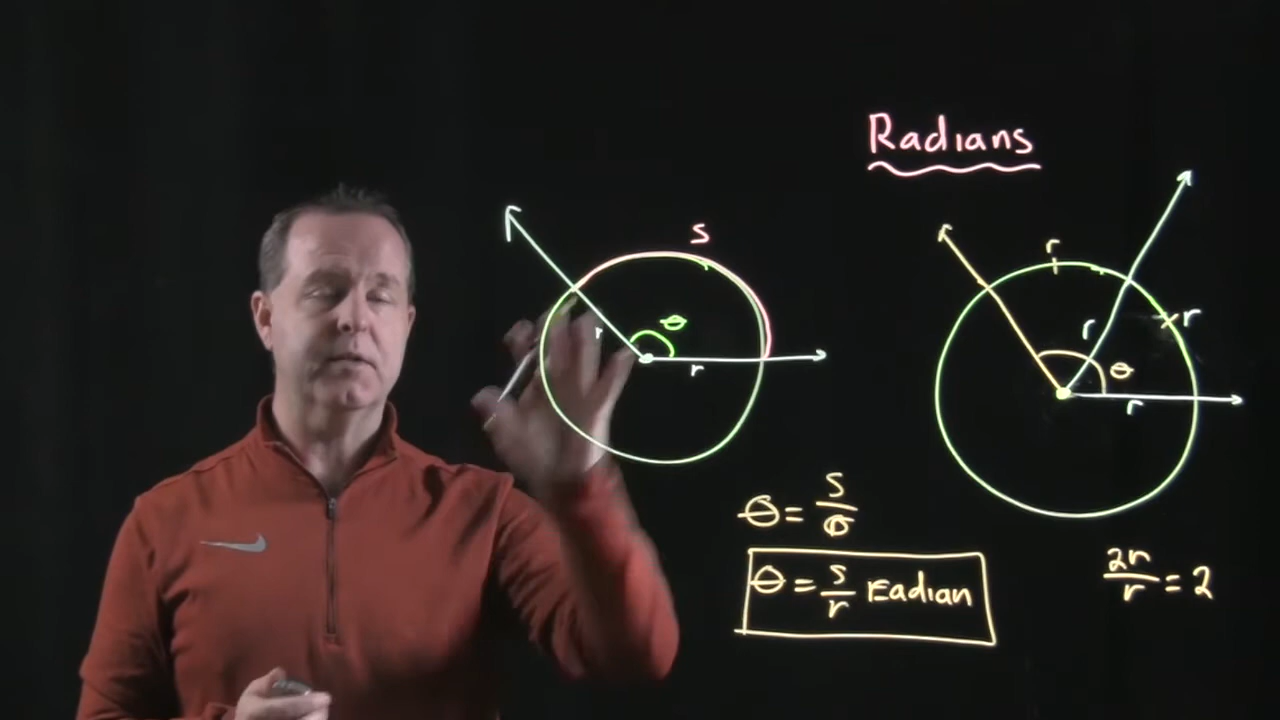 Radians
s
r
θ
r
r
r
r
θ
r
θ = s/θ
θ = s/r Radian
2r/r = 2